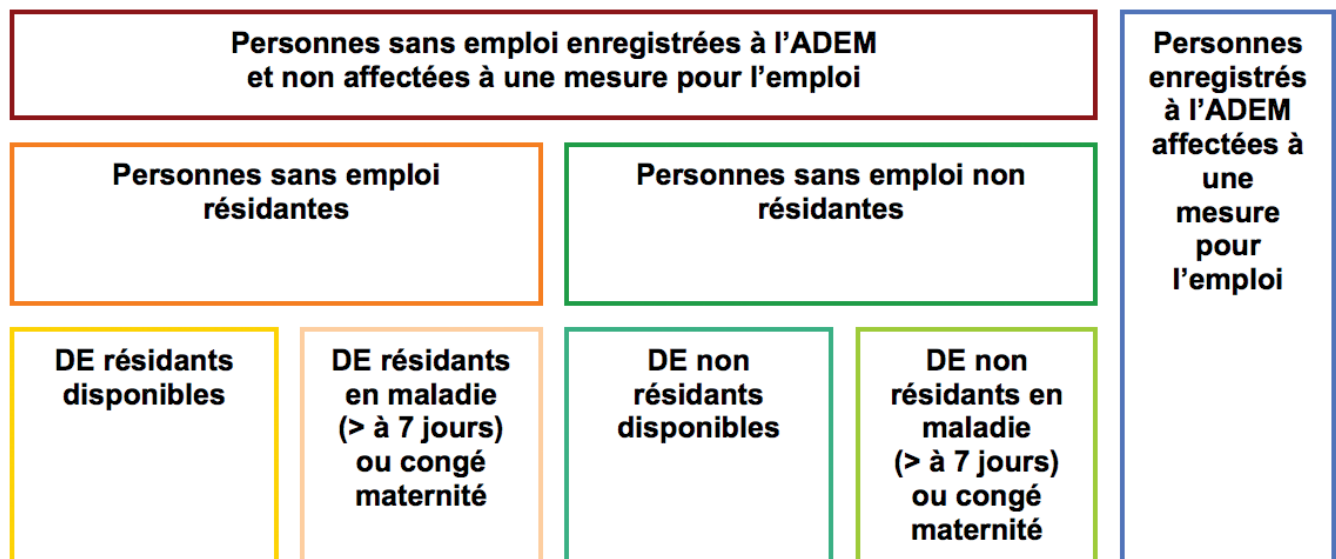 Personnes sans emploi enregistrées à l'ADEM
et non affectées à une mesure pour l'emploi
Personnes
enregistrés
à l'ADEM
affectées à
une
mesure
pour
l'emploi
Personnes sans emploi
résidantes
Personnes sans emploi non
résidantes
DE résidants
disponibles
DE résidants
en maladie
(> à 7 jours)
ou congé
maternité
DE non
résidants
disponibles
DE non
résidants en
maladie
(> à 7 jours)
ou congé
maternité